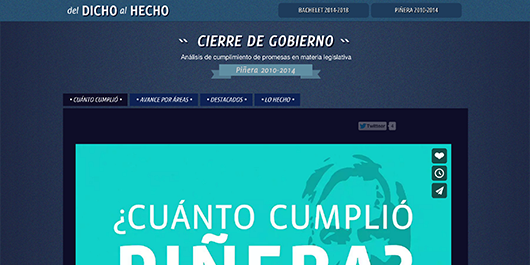 del DICHO al HECHO
BACHELET 2014-2018
PIÑERA 2010-2014
CIERRE DE GOBIERNO
Análisis de cumplimiento de promesas en materia legislativa
Piñera 2010-2014
• CUÁNTO CUMPLIÓ •
• AVANCE POR ÁREAS •
• DESTACADOS •
• LO HECHO •
Twitter
¿CUÁNTO CUMPLIÓ
PIÑERA?